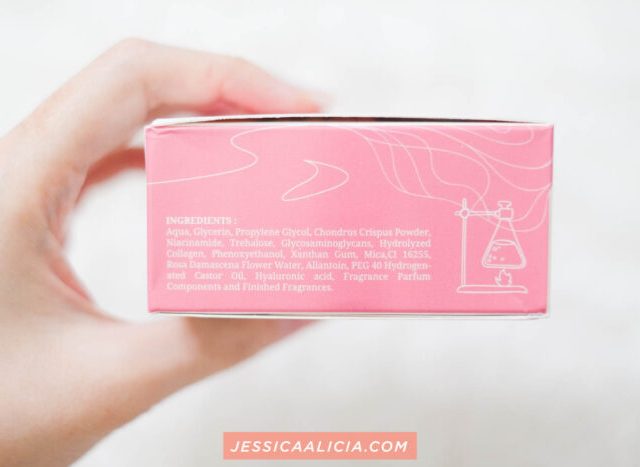 INGREDIENTS :
Aqua, Glycerin, Propylene Glycol, Chondros Crispus Powder,
Niacinamide, Trehalose, Glycosaminoglycans, Hydrolyzed
Collagen, Phenoxyethanol, Xanthan Gum, Mica,CI 16255,
Rosa Damascena Flower Water, Allantoin, PEG 40 Hydrogen-
ated Castor Oil, Hyaluronic acid, Fragrance Parfum
Components and Finished Fragrances.
JESSICAALICIA.COM